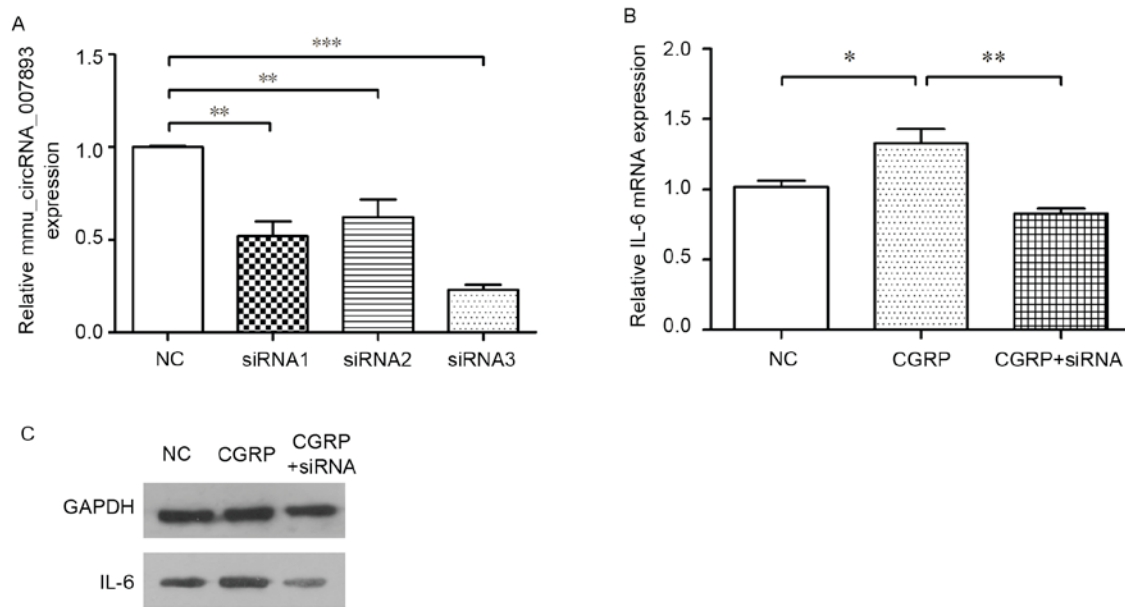 A
Relative mmu_circRNA_007893
expression
1.5
1.0
0.5
0.0
***
**
**
NC siRNA1 siRNA2 siRNA3
B
Relative IL-6 mRNA expression
2.0
1.5
1.0
0.5
0.0
* **
NC CGRP CGRP+siRNA
C
NC CGRP CGRP
+siRNA
GAPDH
IL-6